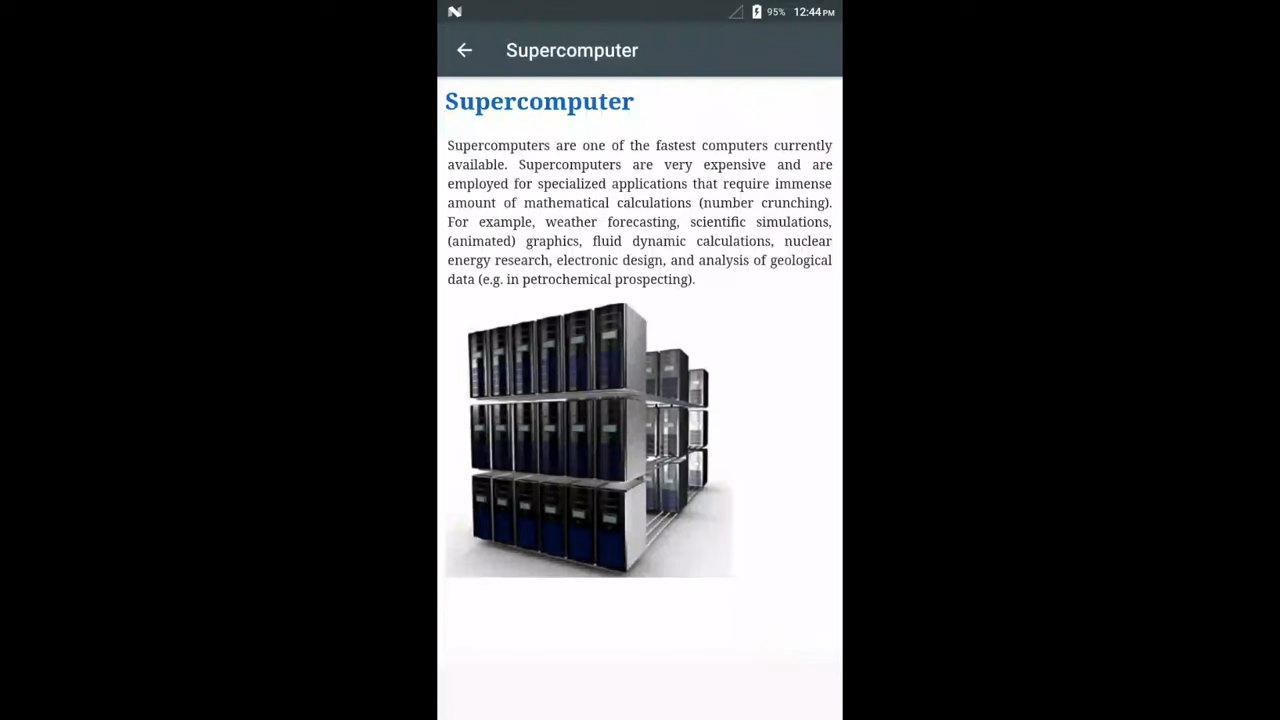 95% 12:44 PM
Supercomputer
Supercomputer
Supercomputers are one of the fastest computers currently
available. Supercomputers are very expensive and are
employed for specialized applications that require immense
amount of mathematical calculations (number crunching).
For example, weather forecasting, scientific simulations,
(animated) graphics, fluid dynamic calculations, nuclear
energy research, electronic design, and analysis of geological
data (e.g. in petrochemical prospecting).